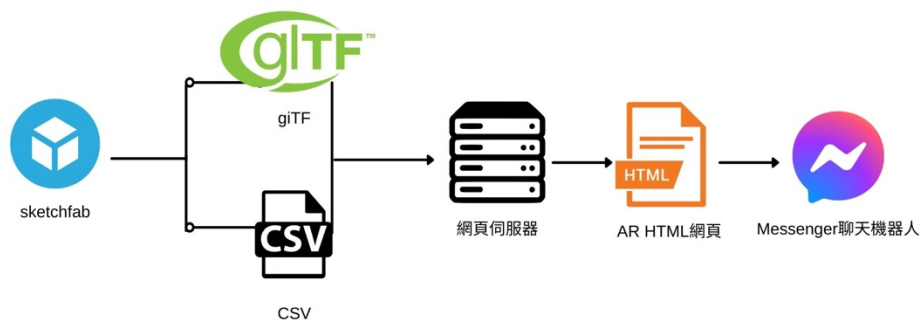 glTF™
giTF
sketchfab
CSV
CSV
網頁伺服器
HTML
AR HTML網頁
Messenger聊天機器人